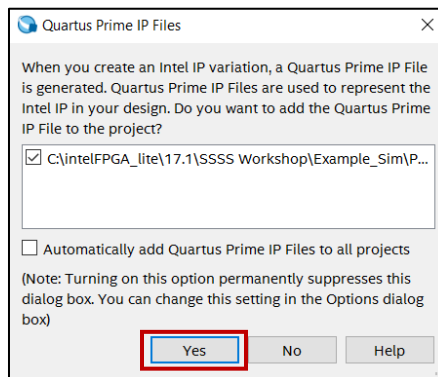 Quartus Prime IP Files
When you create an Intel IP variation, a Quartus Prime IP File
is generated. Quartus Prime IP Files are used to represent the
Intel IP in your design. Do you want to add the Quartus Prime
IP File to the project?
C:\intelFPGA_lite\17.1\SSSS Workshop\Example_Sim\P...
Automatically add Quartus Prime IP Files to all projects
(Note: Turning on this option permanently suppresses this
dialog box. You can change this setting in the Options dialog
box)
Yes No Help